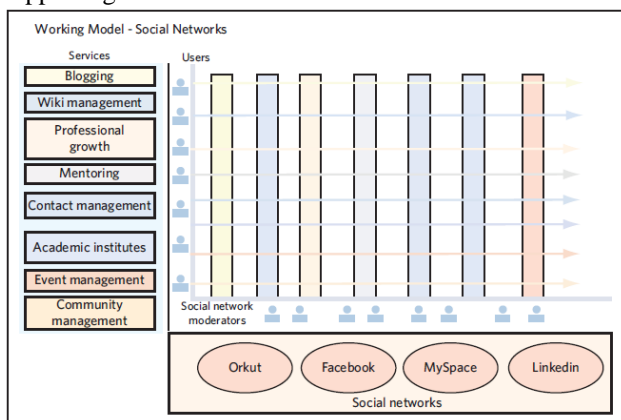 Working Model - Social Networks
Services
Users
Blogging
Wiki management
Professional
growth
Mentoring
Contact management
Academic institutes
Event management
Community
management
Social network
moderators
Orkut
Facebook
MySpace
Linkedin
Social networks